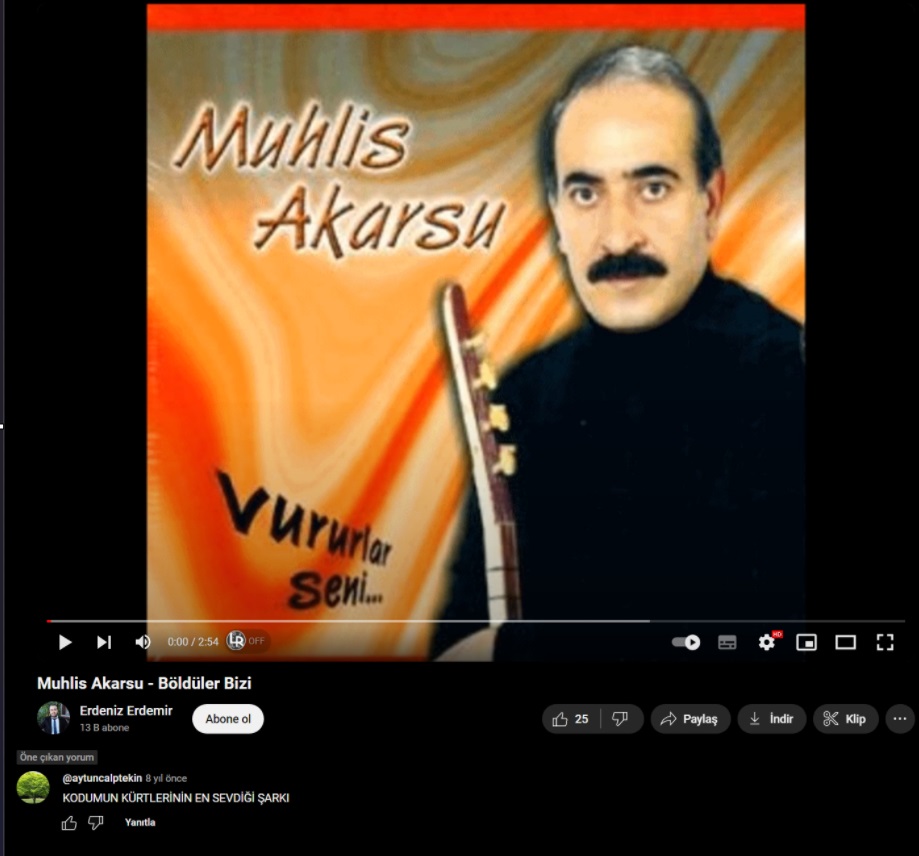 Muhlis
Akarsu
Vururlar
seni...
0:00 / 2:54
LR OFF
HD
Muhlis Akarsu - Böldüler Bizi
Erdeniz Erdemir
13 B abone
Abone ol
25
Paylaş
İndir
Klip
Öne çıkan yorum
@aytuncalptekin 8 yıl önce
KODUMUN KÜRTLERİNİN EN SEVDİĞİ ŞARKI
Yanıtla